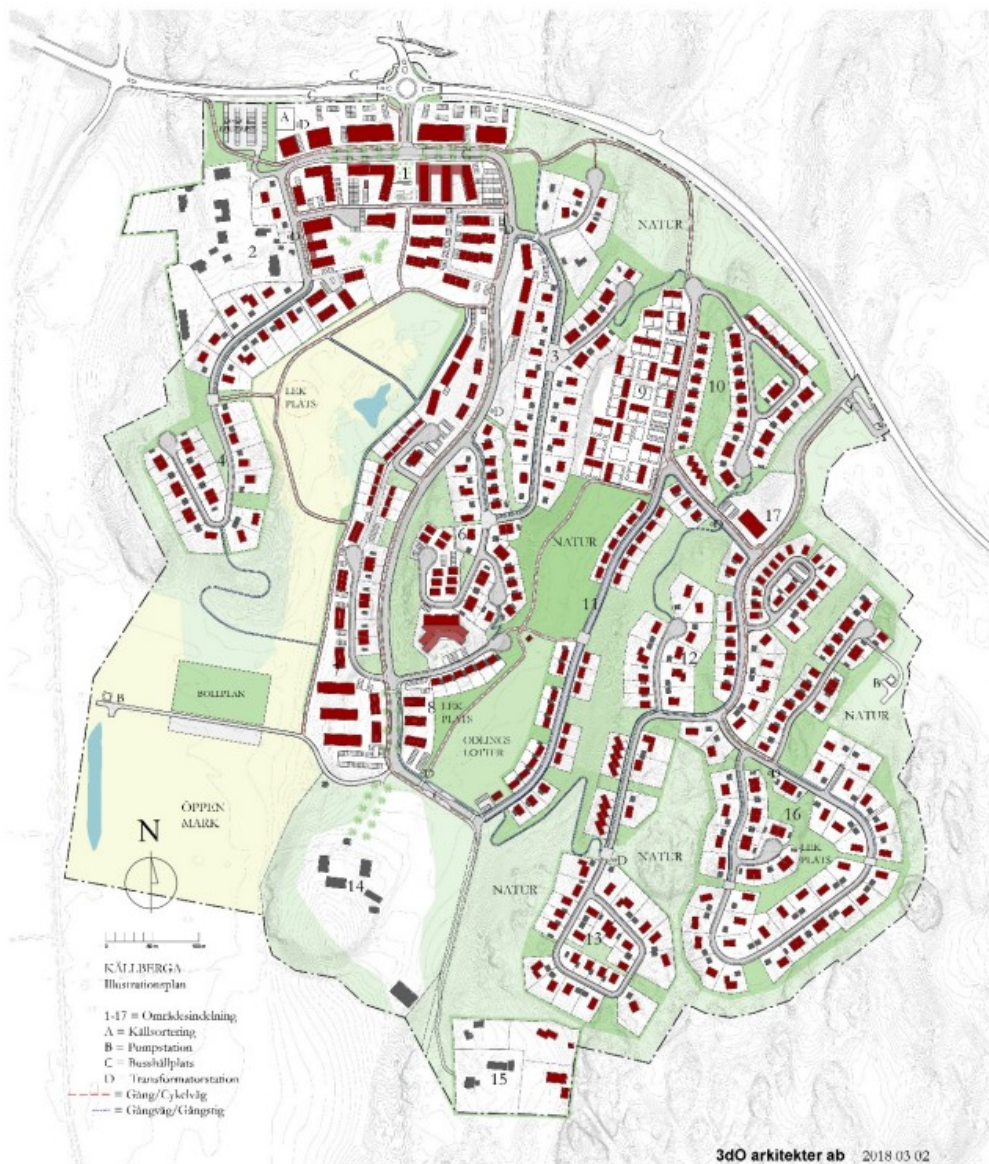 C
A
D
1
2
NATUR
3
9
10
LEK
PLATS
D
4
17
6
NATUR
11
12
B
NATUR
BOLLPLAN
B
7
8
LEK
PLATS
ODLINGS
LOTTER
ÖPPEN
MARK
N
16
LEK
PLATS
D
NATUR
NATUR
14
13
15
KÄLLBERGA
Illustrationsplan
1-17 = Områdesindelning
A = Källsortering
B = Pumpstation
C = Busshållplats
D Transformatorstation
= Gång/Cykelväg
= Gångväg/Gångstig
3dO arkitekter ab 2018 03 02